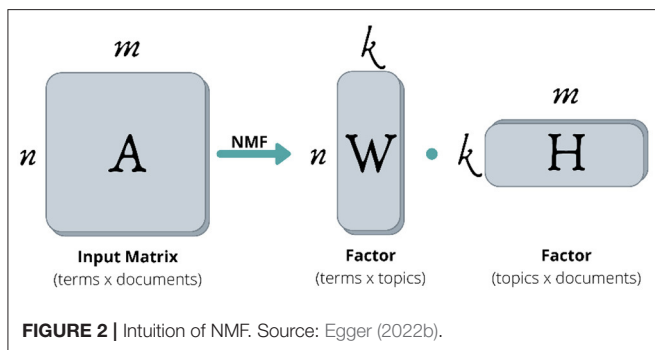 m
n
A
NMF
k
n
W
m
k
H
Input Matrix
(terms x documents)
Factor
(terms x topics)
Factor
(topics x documents)
FIGURE 2 | Intuition of NMF. Source: Egger (2022b).